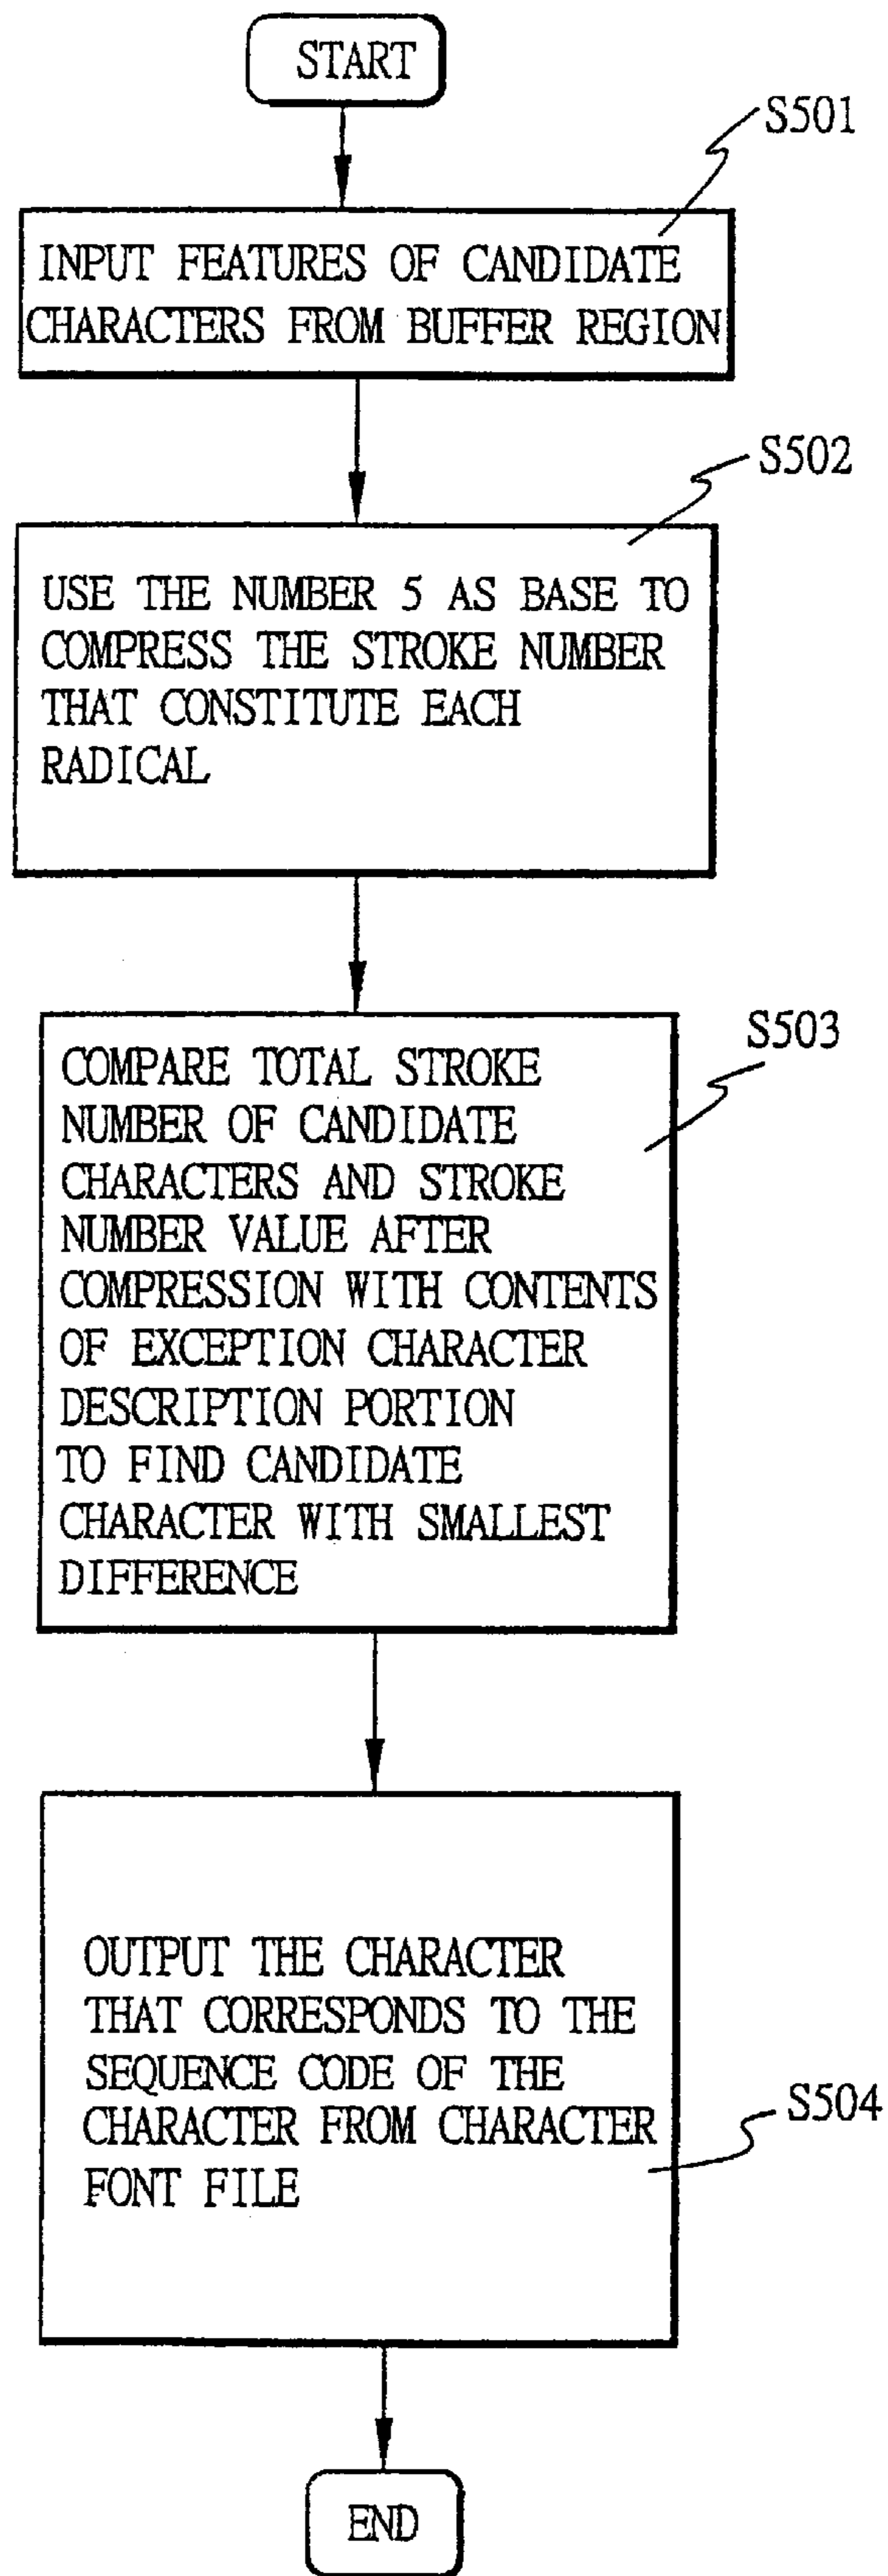 START
S501
INPUT FEATURES OF CANDIDATE
CHARACTERS FROM BUFFER REGION
S502
USE THE NUMBER 5 AS BASE TO
COMPRESS THE STROKE NUMBER
THAT CONSTITUTE EACH
RADICAL
S503
COMPARE TOTAL STROKE
NUMBER OF CANDIDATE
CHARACTERS AND STROKE
NUMBER VALUE AFTER
COMPRESSION WITH CONTENTS
OF EXCEPTION CHARACTER
DESCRIPTION PORTION
TO FIND CANDIDATE
CHARACTER WITH SMALLEST
DIFFERENCE
OUTPUT THE CHARACTER
THAT CORRESPONDS TO THE
SEQUENCE CODE OF THE
CHARACTER FROM CHARACTER
FONT FILE
S504
END